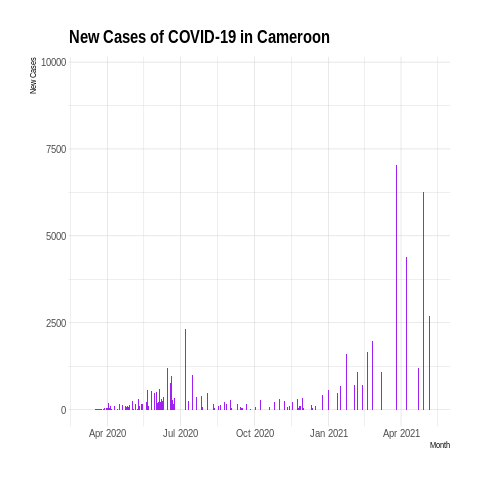 New Cases of COVID-19 in Cameroon
New Cases
10000
7500
5000
2500
0
Apr 2020 Jul 2020 Oct 2020 Jan 2021 Apr 2021
Month